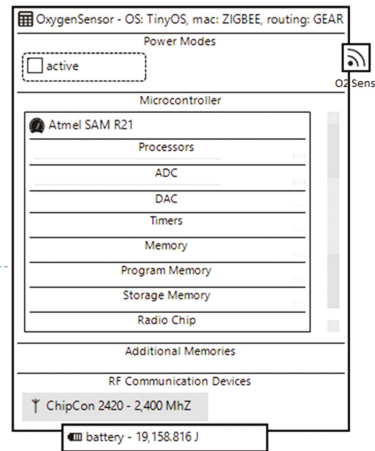 OxygenSensor - OS: TinyOS, mac: ZIGBEE, routing: GEAR
Power Modes
active
O2 Sens
Microcontroller
Atmel SAM R21
Processors
ADC
DAC
Timers
Memory
Program Memory
Storage Memory
Radio Chip
Additional Memories
RF Communication Devices
ChipCon 2420 - 2,400 MhZ
battery - 19,158.816 J